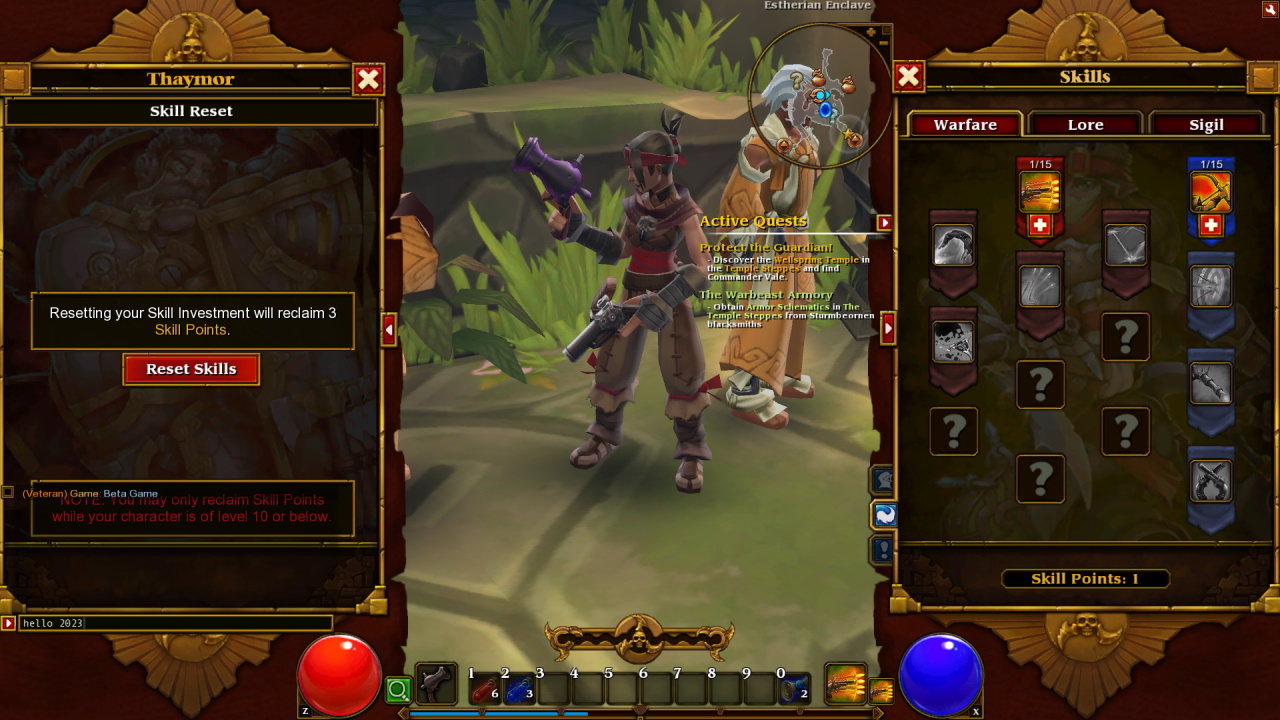 Estherian Enclave
Thaymor
Skill Reset
Resetting your Skill Investment will reclaim 3
Skill Points.
Reset Skills
(Veteran) Game: Beta Game
NOTE: You may only reclaim Skill Points
while your character is of level 10 or below.
hello 2023
Active Quests
Protect the Guardian!
- Discover the Wellspring Temple in
the Temple Steppes and find
Commander Vale.
The Warbeast Armory
- Obtain Armor Schematics in The
Temple Steppes from Sturmbeornen
blacksmiths
Skills
Warfare Lore Sigil
1/15 1/15
? ? ? ? ?
Skill Points: 1
1 2 3 4 5 6 7 8 9 0
6 3 2
Z X